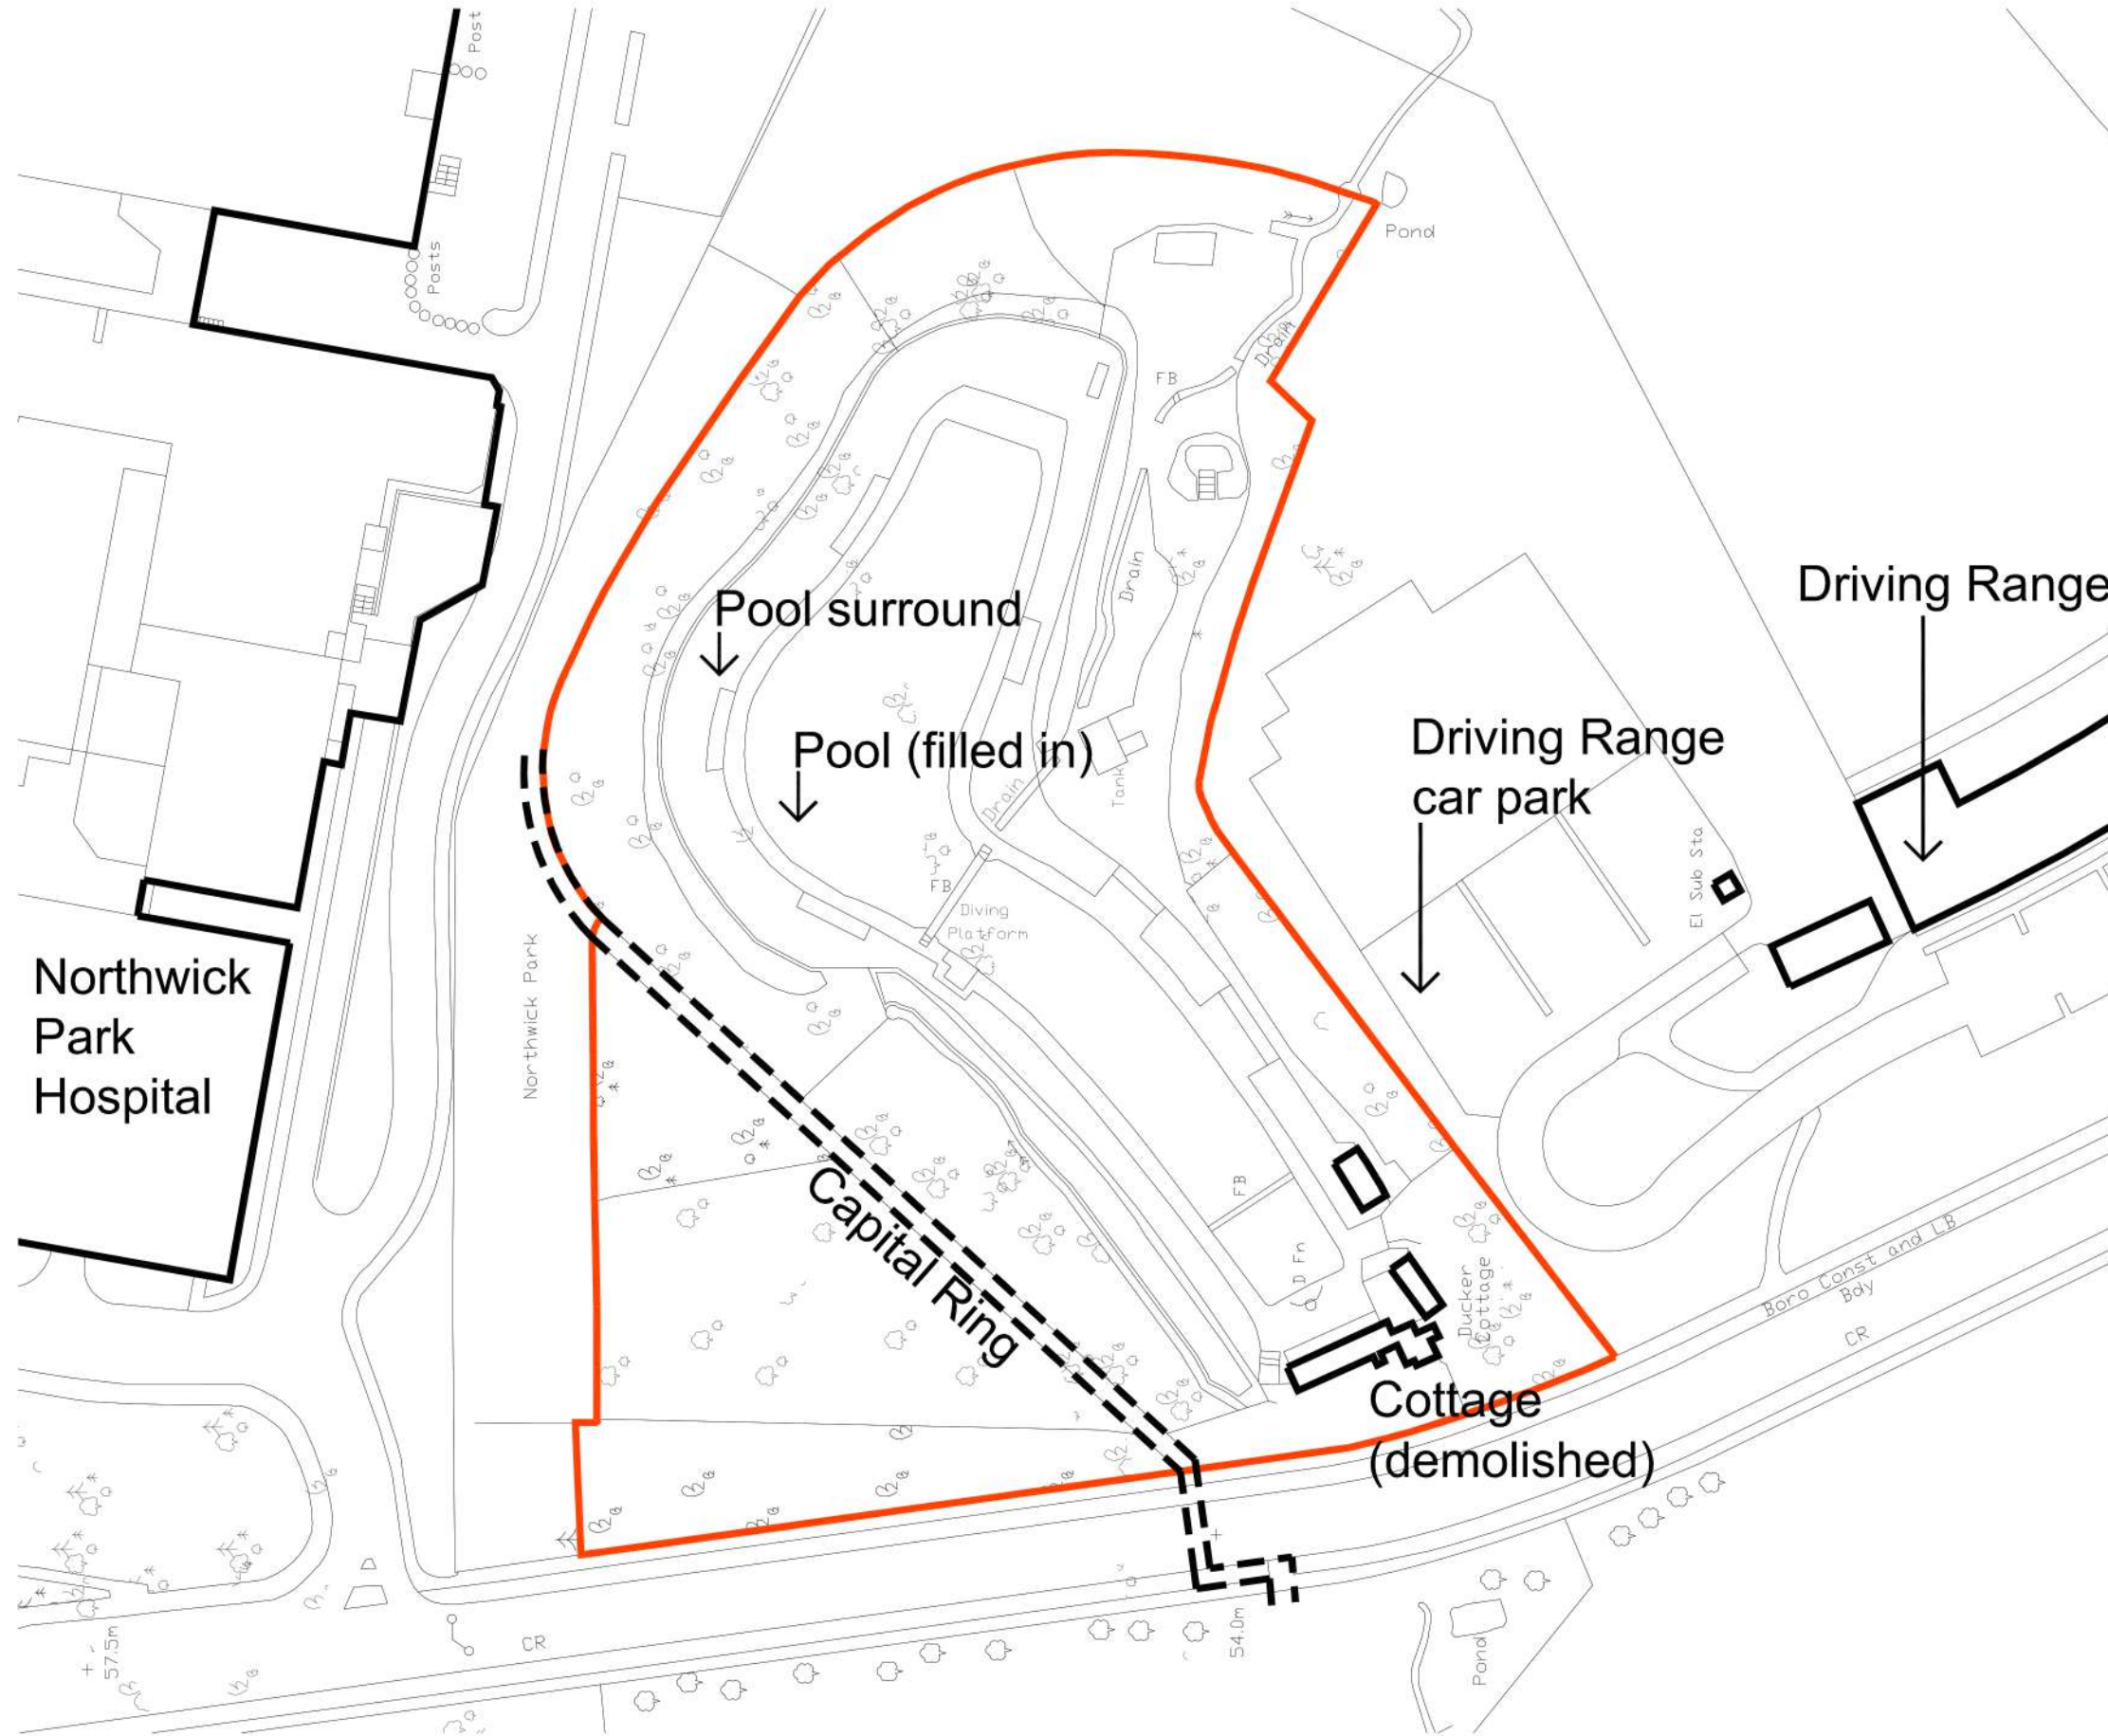 Post
Posts
Pond
Drain
FB
Drain
Pool surround
Driving Range
Pool (filled in)
Driving Range
car park
Drain
Tank
El Sub Sta
FB
Diving
Platform
Northwick Park
Northwick
Park
Hospital
Capital Ring
FB
D Fn
Ducker
Cottage
Boro Const and LB
Bdy
CR
Cottage
(demolished)
54.0m
57.5m
CR
Pond